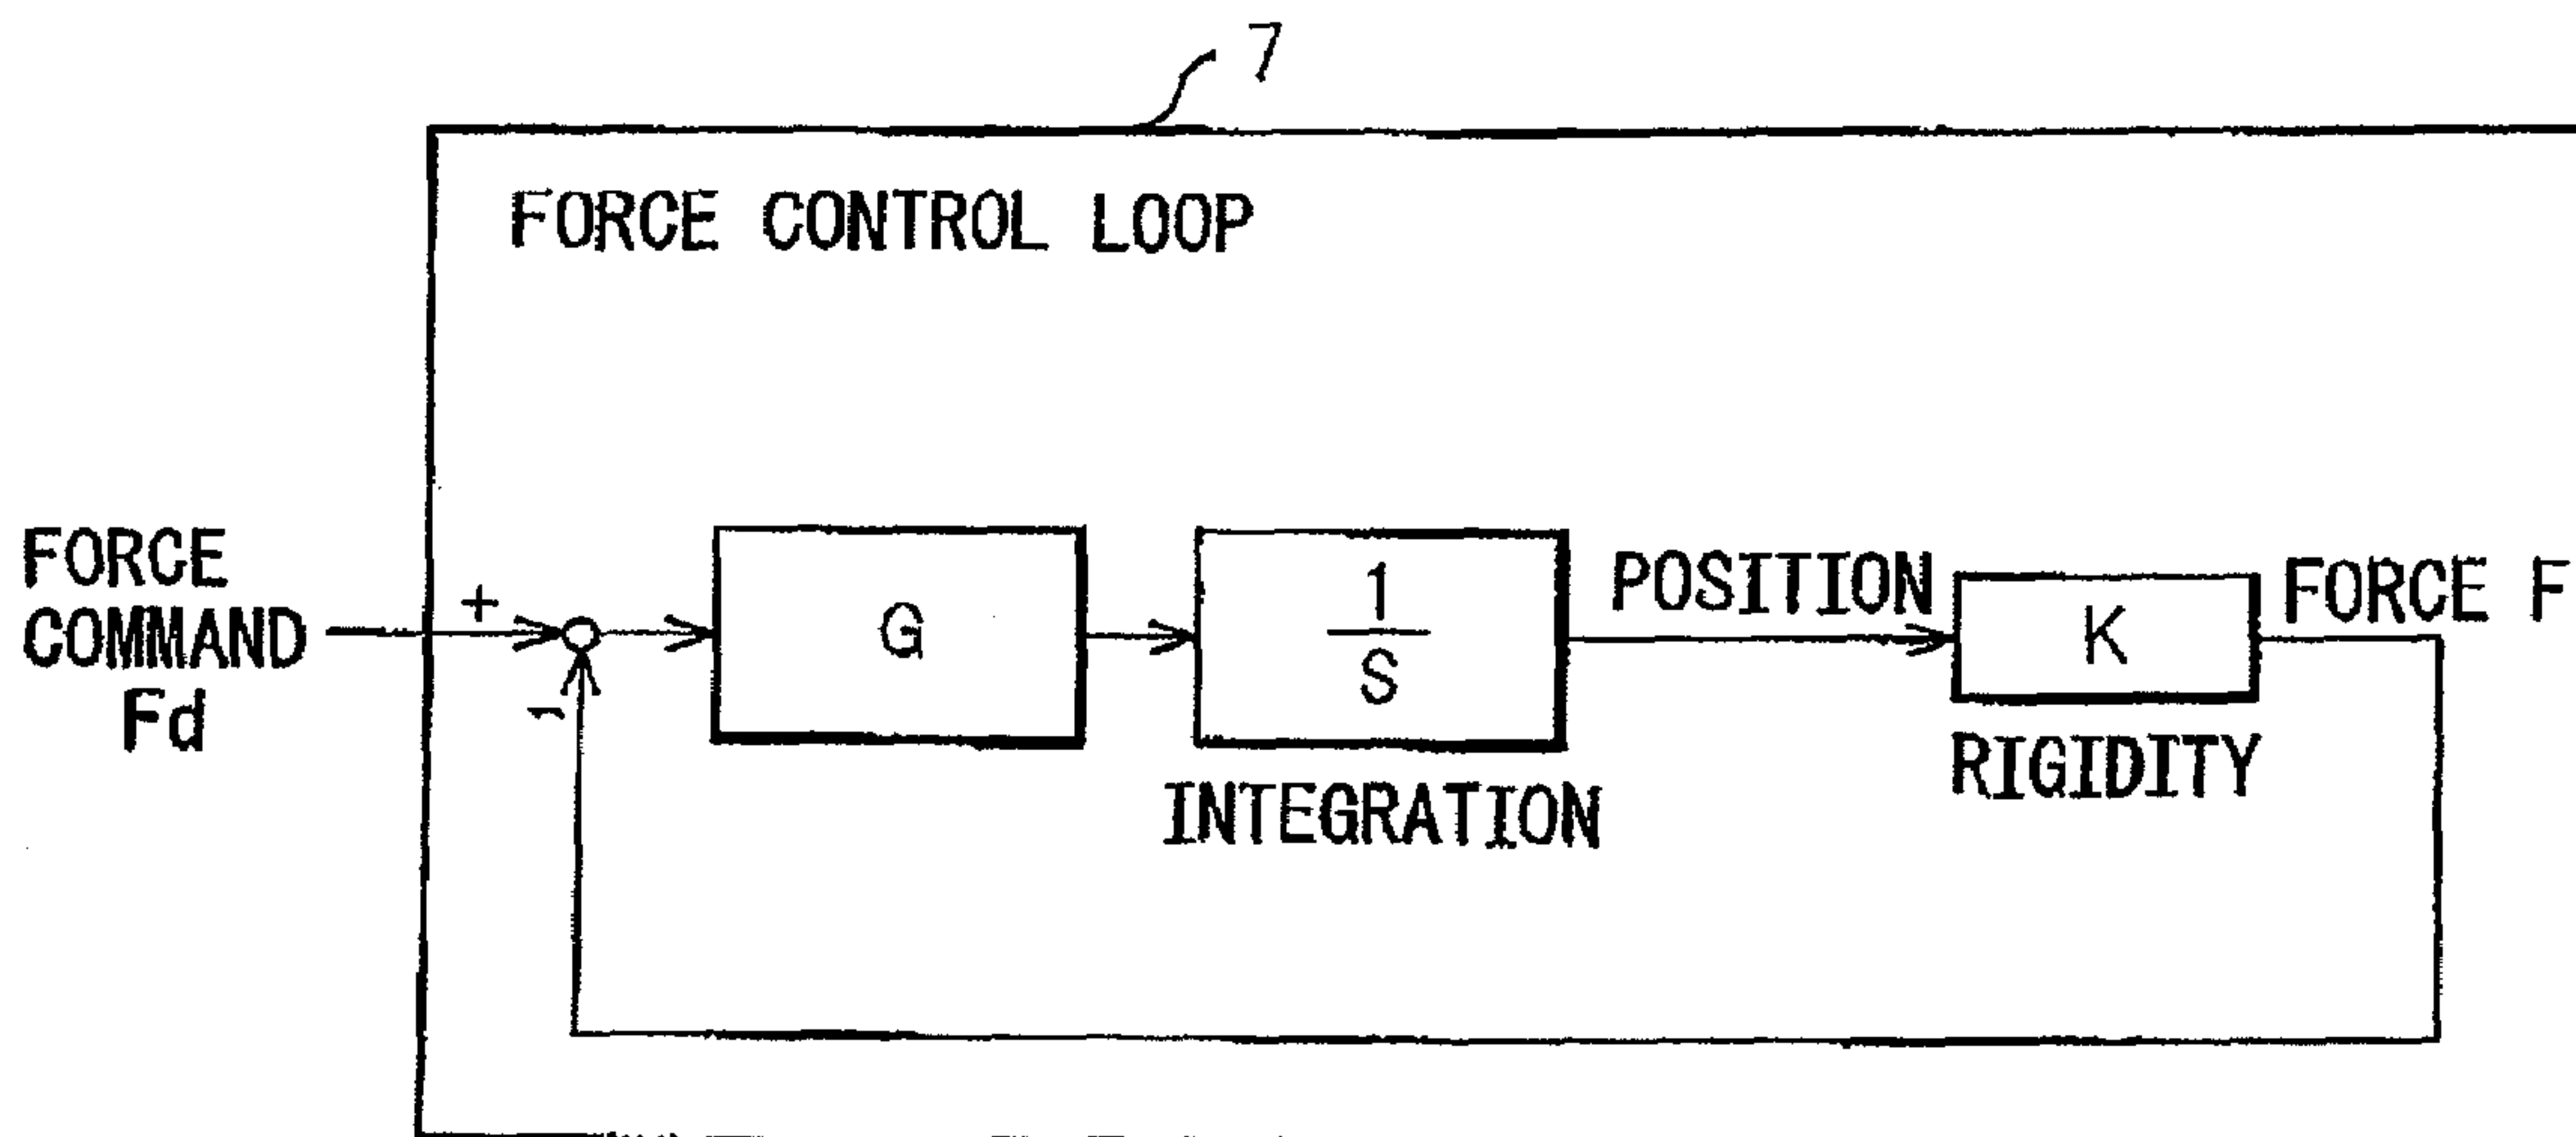 7
FORCE CONTROL LOOP
FORCE
COMMAND
Fd
+
-
G
1
S
INTEGRATION
POSITION
K
RIGIDITY
FORCE F